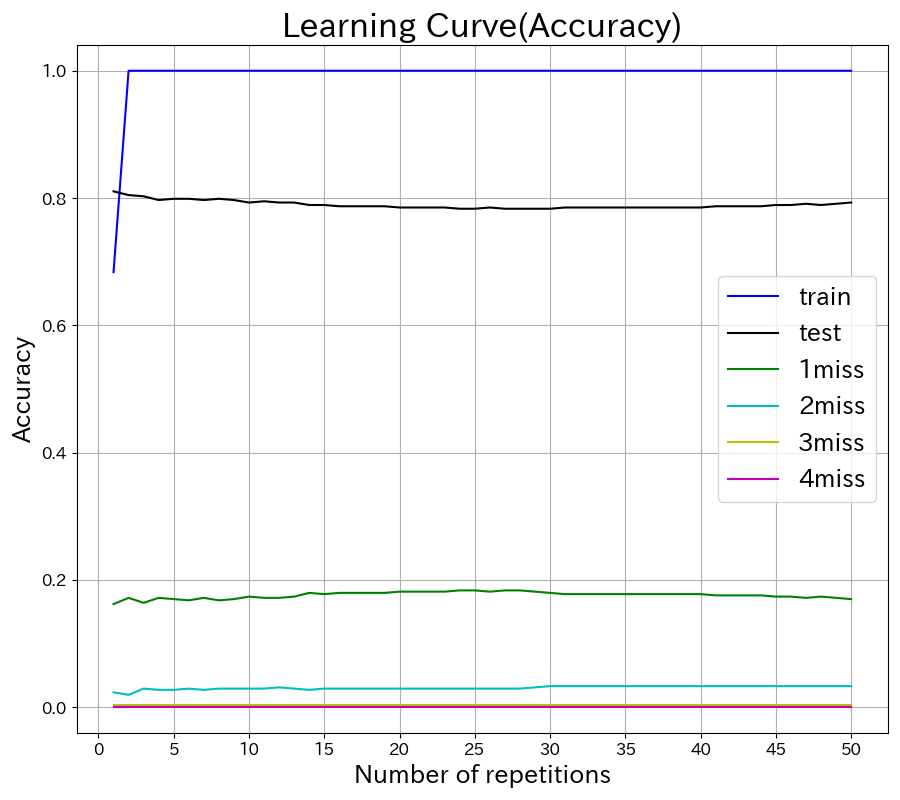 Learning Curve(Accuracy)
1.0
0.8
0.6
0.4
0.2
0.0
Accuracy
train
test
1miss
2miss
3miss
4miss
0 5 10 15 20 25 30 35 40 45 50
Number of repetitions